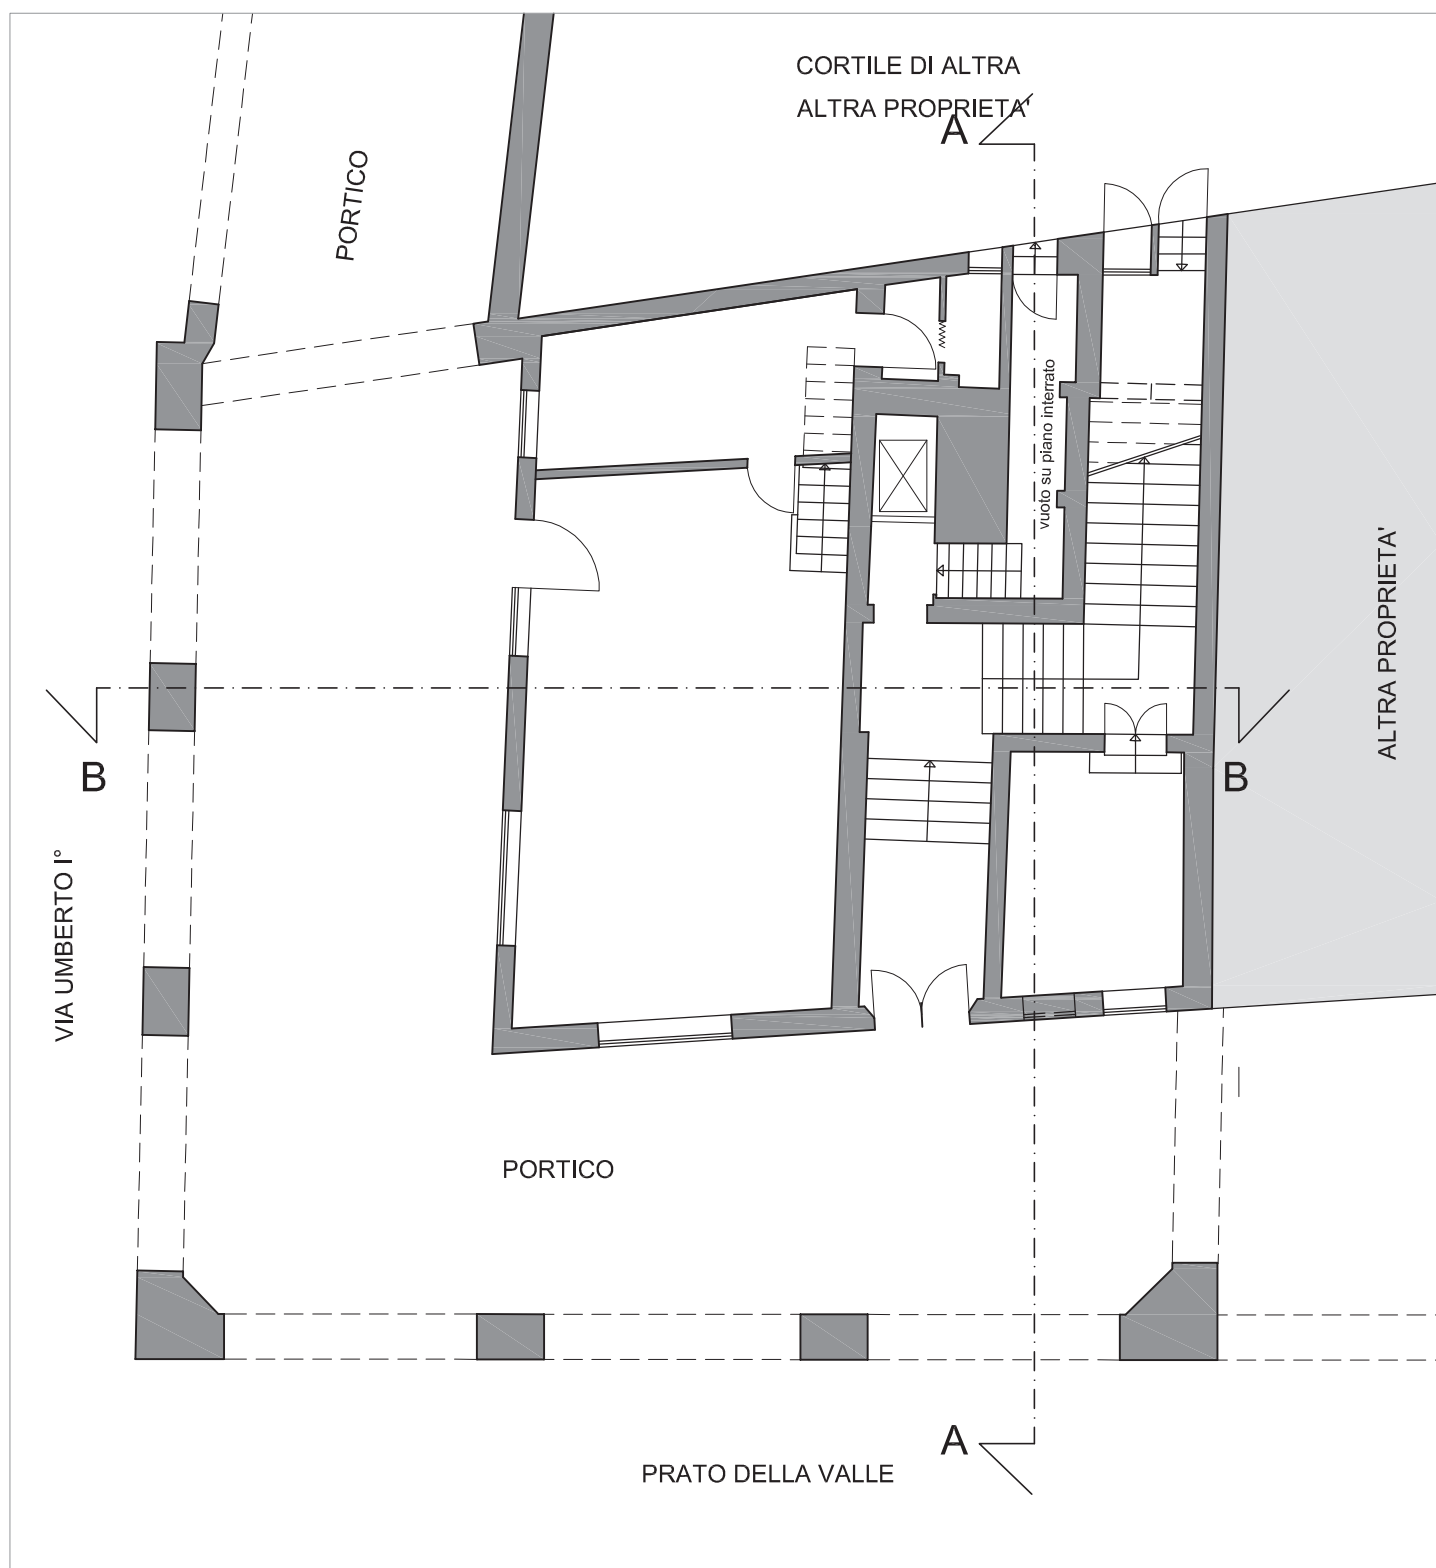 CORTILE DI ALTRA
ALTRA PROPRIETA'
A
PORTICO
vuoto su piano interrato
ALTRA PROPRIETA'
B
B
VIA UMBERTO I°
PORTICO
A
PRATO DELLA VALLE